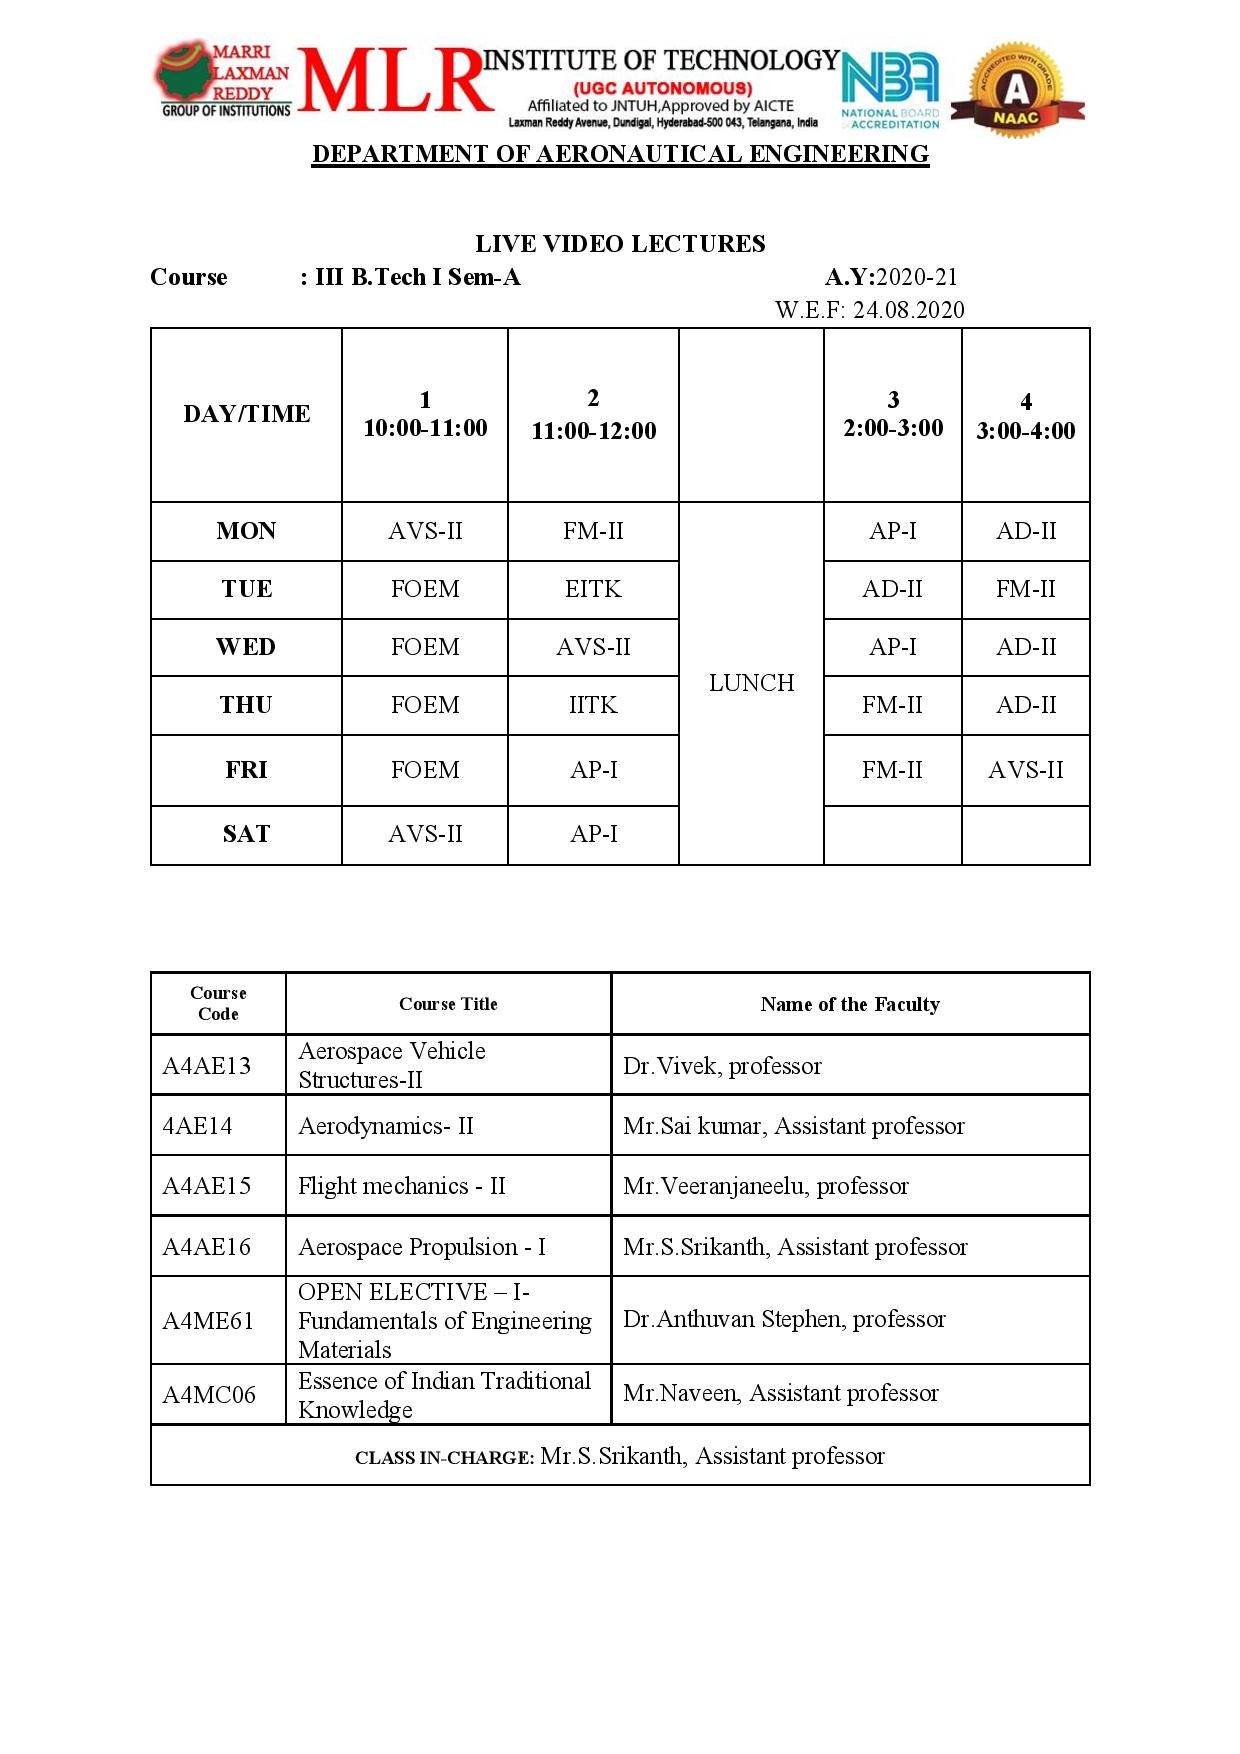 MARRI
LAXMAN
REDDY
GROUP OF INSTITUTIONS
MLR
INSTITUTE OF TECHNOLOGY
(UGC AUTONOMOUS)
Affiliated to JNTUH,Approved by AICTE
Laxman Reddy Avenue, Dundigal, Hyderabad-500 043, Telangana, India
NBA
NATIONAL BOARD
of ACCREDITATION
ACCREDITED WITH GRADE
A
NAAC
DEPARTMENT OF AERONAUTICAL ENGINEERING
LIVE VIDEO LECTURES
Course : III B.Tech I Sem-A A.Y:2020-21
W.E.F: 24.08.2020
DAY/TIME 1 10:00-11:00 2 11:00-12:00 3 2:00-3:00 4 3:00-4:00
MON AVS-II FM-II AP-I AD-II
TUE FOEM EITK AD-II FM-II
WED FOEM AVS-II AP-I AD-II
LUNCH
THU FOEM IITK FM-II AD-II
FRI FOEM AP-I FM-II AVS-II
SAT AVS-II AP-I
Course
Code
Course Title
Name of the Faculty
A4AE13
Aerospace Vehicle
Structures-II
Dr.Vivek, professor
4AE14 Aerodynamics- II Mr.Sai kumar, Assistant professor
A4AE15 Flight mechanics - II Mr.Veeranjaneelu, professor
A4AE16 Aerospace Propulsion - I Mr.S.Srikanth, Assistant professor
A4ME61
OPEN ELECTIVE – I-
Fundamentals of Engineering
Materials
Dr.Anthuvan Stephen, professor
A4MC06
Essence of Indian Traditional
Knowledge
Mr.Naveen, Assistant professor
CLASS IN-CHARGE: Mr.S.Srikanth, Assistant professor